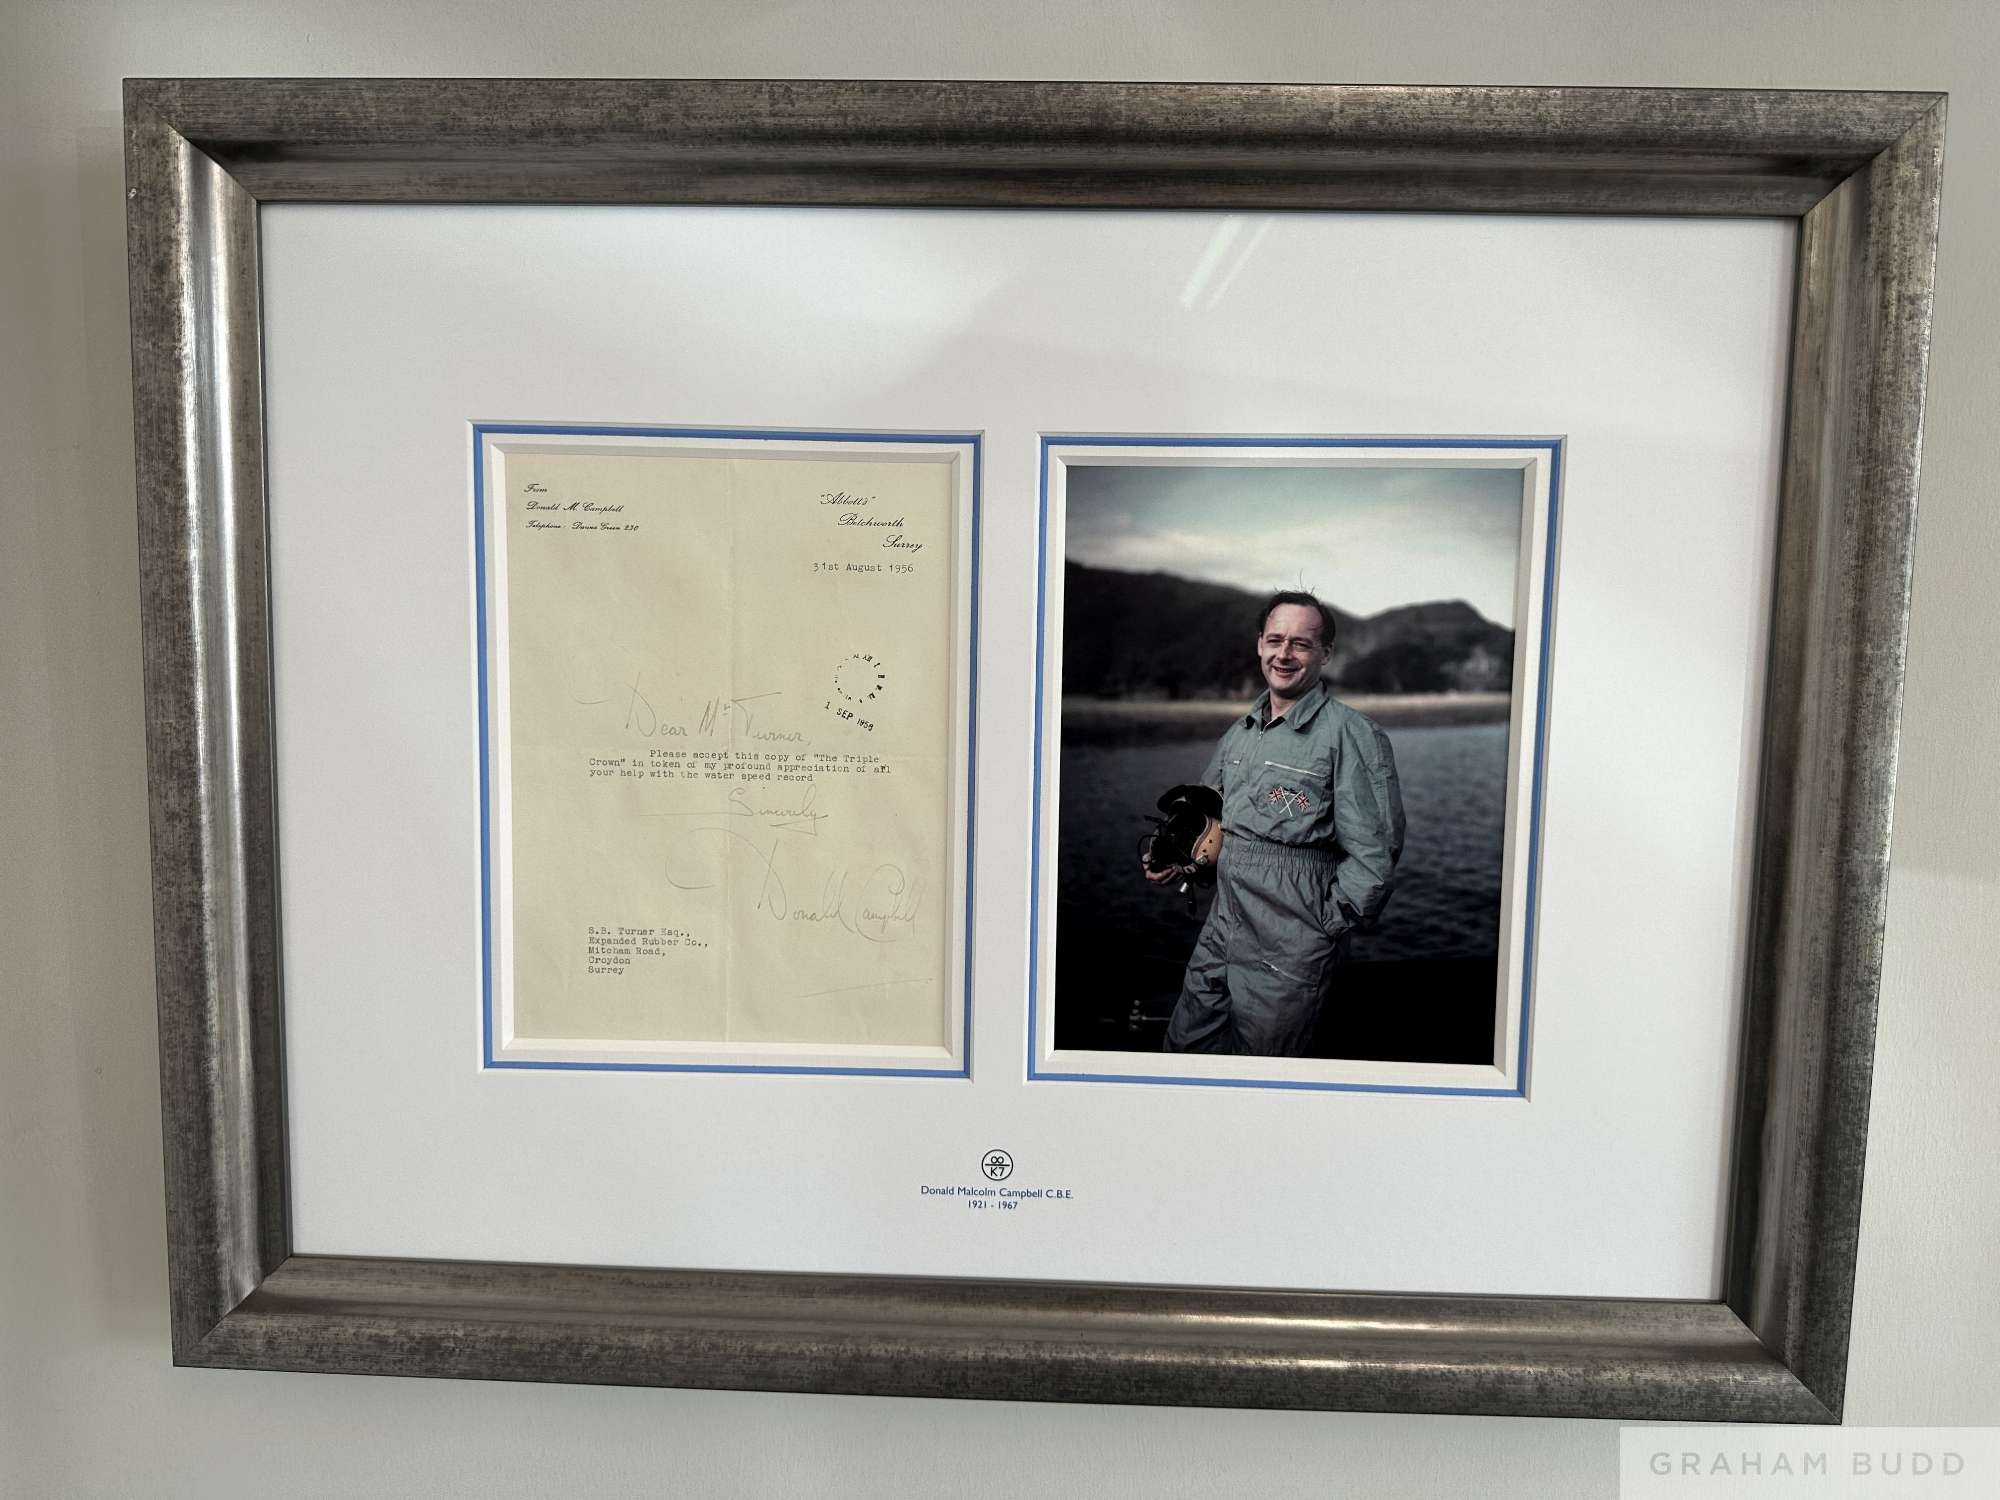 From
Donald M. Campbell
Telephone: Dawes Green 230
"Abbotts"
Betchworth
Surrey
31st August 1956
1 SEP 1956
Dear Mr Turner,
Please accept this copy of "The Triple
Crown" in token of my profound appreciation of all
your help with the water speed record
Sincerely
Donald Campbell
S.B. Turner Esq.,
Expanded Rubber Co.,
Mitcham Road,
Croydon
Surrey
∞
K7
Donald Malcolm Campbell C.B.E.
1921 - 1967
GRAHAM BUDD